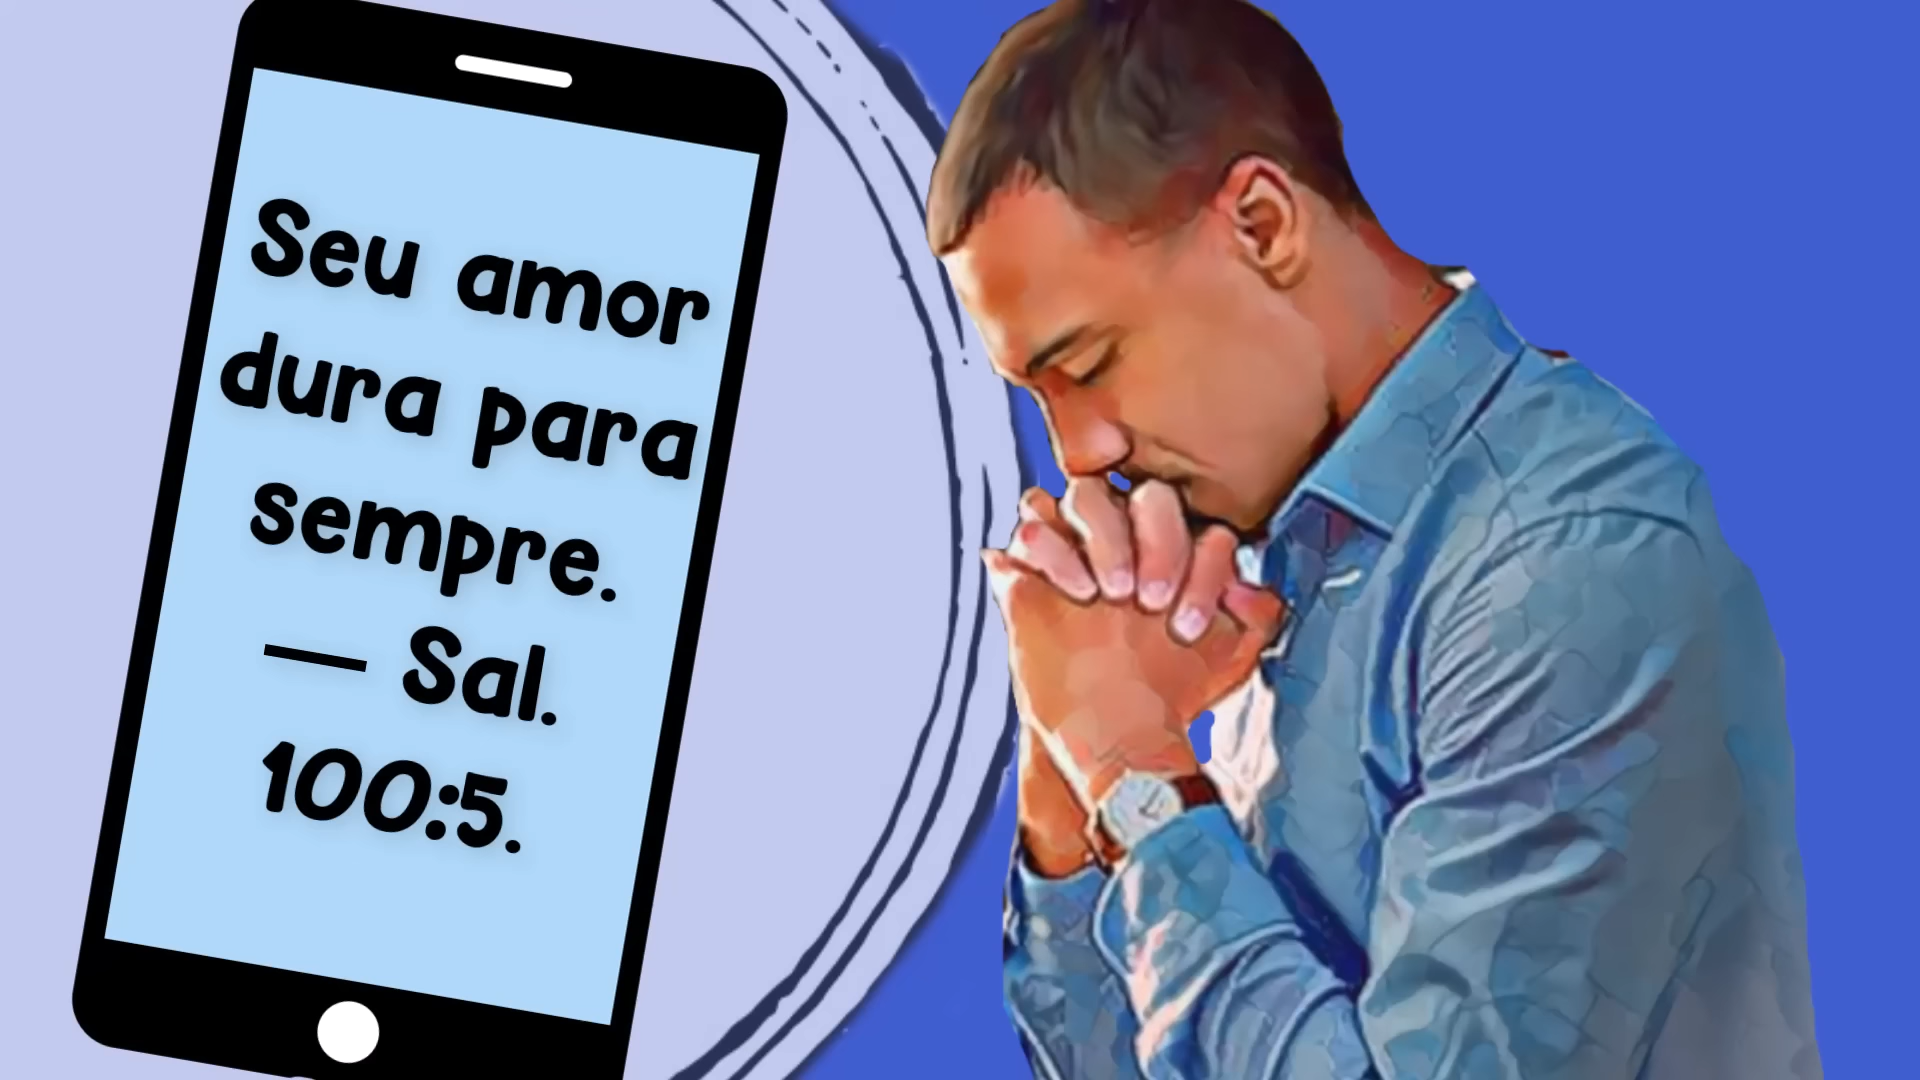 Seu amor
dura para
sempre.
— Sal.
100:5.